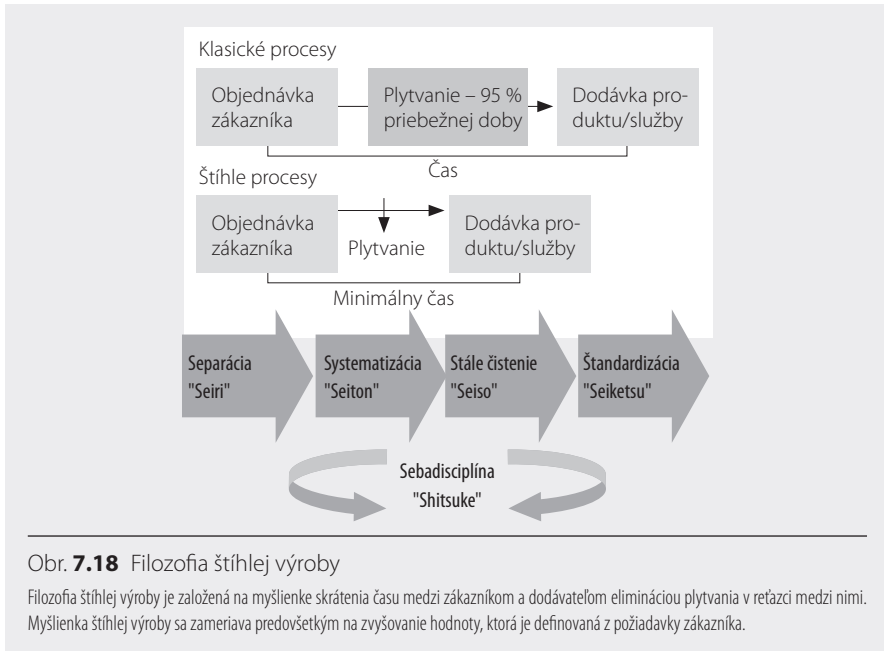 Klasické procesy
Objednávka
zákazníka
Plytvanie – 95 %
priebežnej doby
Dodávka pro-
duktu/služby
Čas
Štíhle procesy
Objednávka
zákazníka
Plytvanie
Dodávka pro-
duktu/služby
Minimálny čas
Separácia
"Seiri"
Systematizácia
"Seiton"
Stále čistenie
"Seiso"
Štandardizácia
"Seiketsu"
Sebadisciplína
"Shitsuke"
Obr. 7.18 Filozofia štíhlej výroby
Filozofia štíhlej výroby je založená na myšlienke skrátenia času medzi zákazníkom a dodávateľom elimináciou plytvania v reťazci medzi nimi.
Myšlienka štíhlej výroby sa zameriava predovšetkým na zvyšovanie hodnoty, ktorá je definovaná z požiadavky zákazníka.